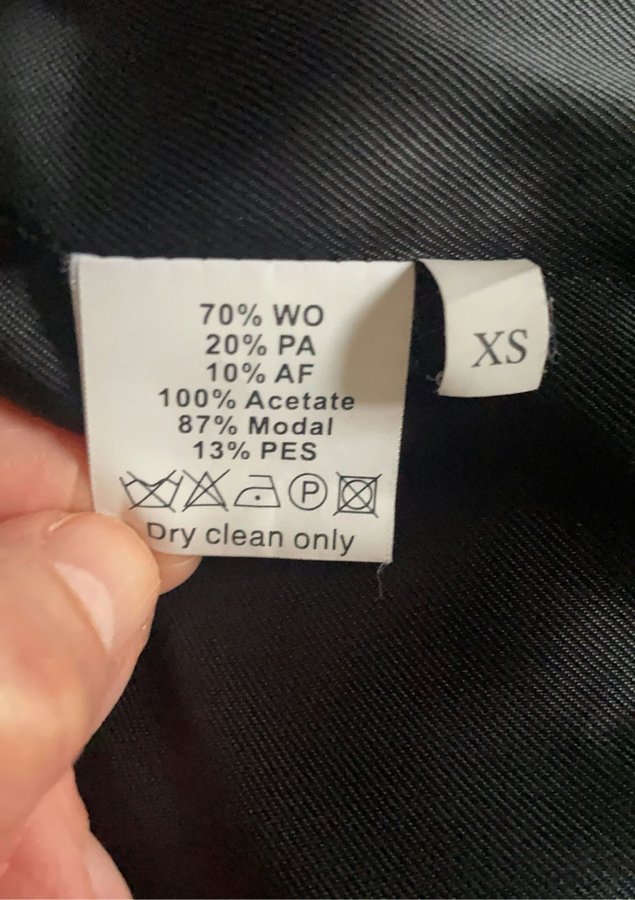 70% WO
20% PA
10% AF
100% Acetate
87% Modal
13% PES
P
Dry clean only
XS